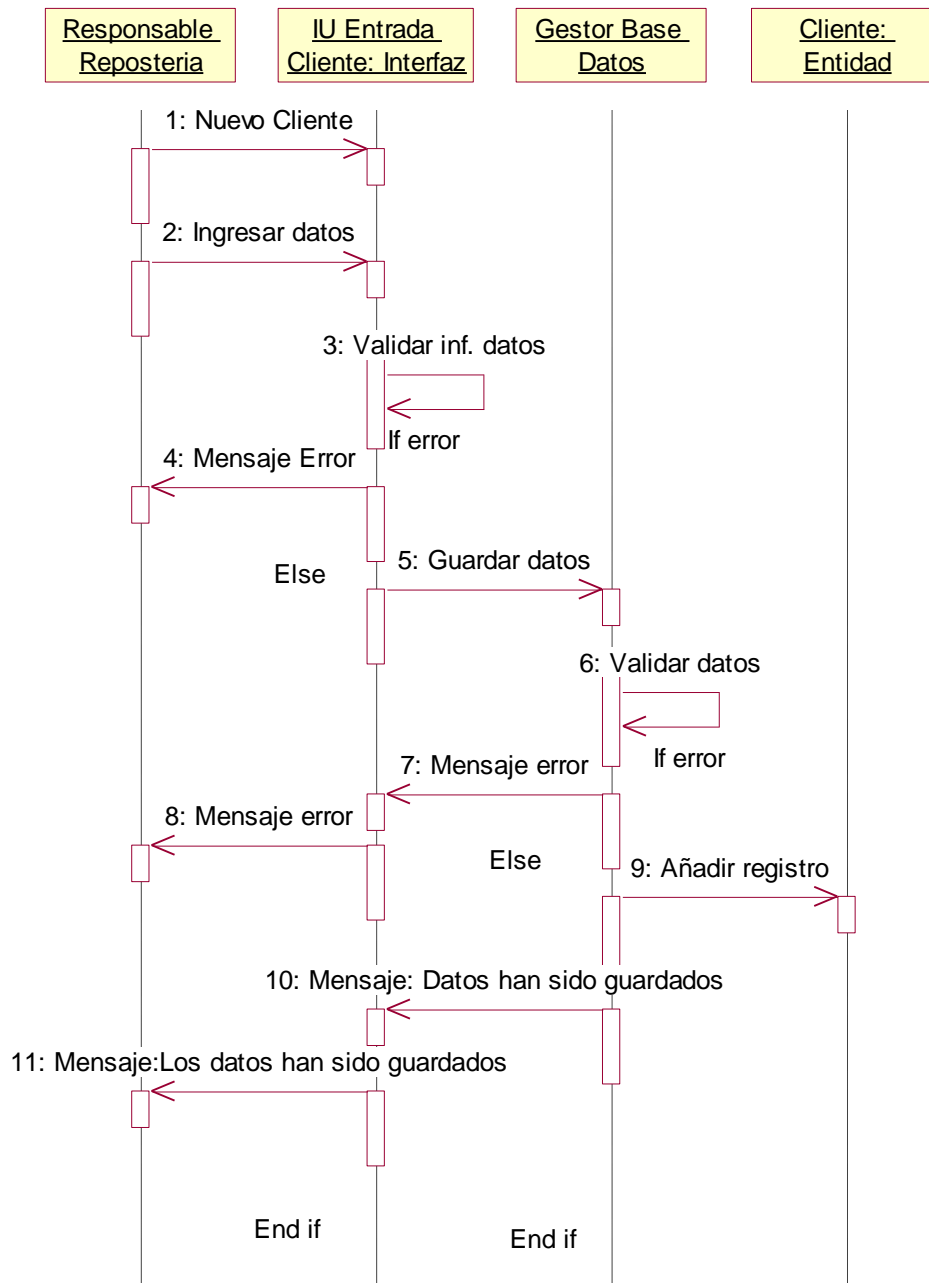 Responsable
Reposteria
IU Entrada
Cliente: Interfaz
Gestor Base
Datos
Cliente:
Entidad
1: Nuevo Cliente
2: Ingresar datos
3: Validar inf. datos
If error
4: Mensaje Error
Else
5: Guardar datos
6: Validar datos
If error
7: Mensaje error
8: Mensaje error
Else
9: Añadir registro
10: Mensaje: Datos han sido guardados
11: Mensaje:Los datos han sido guardados
End if
End if